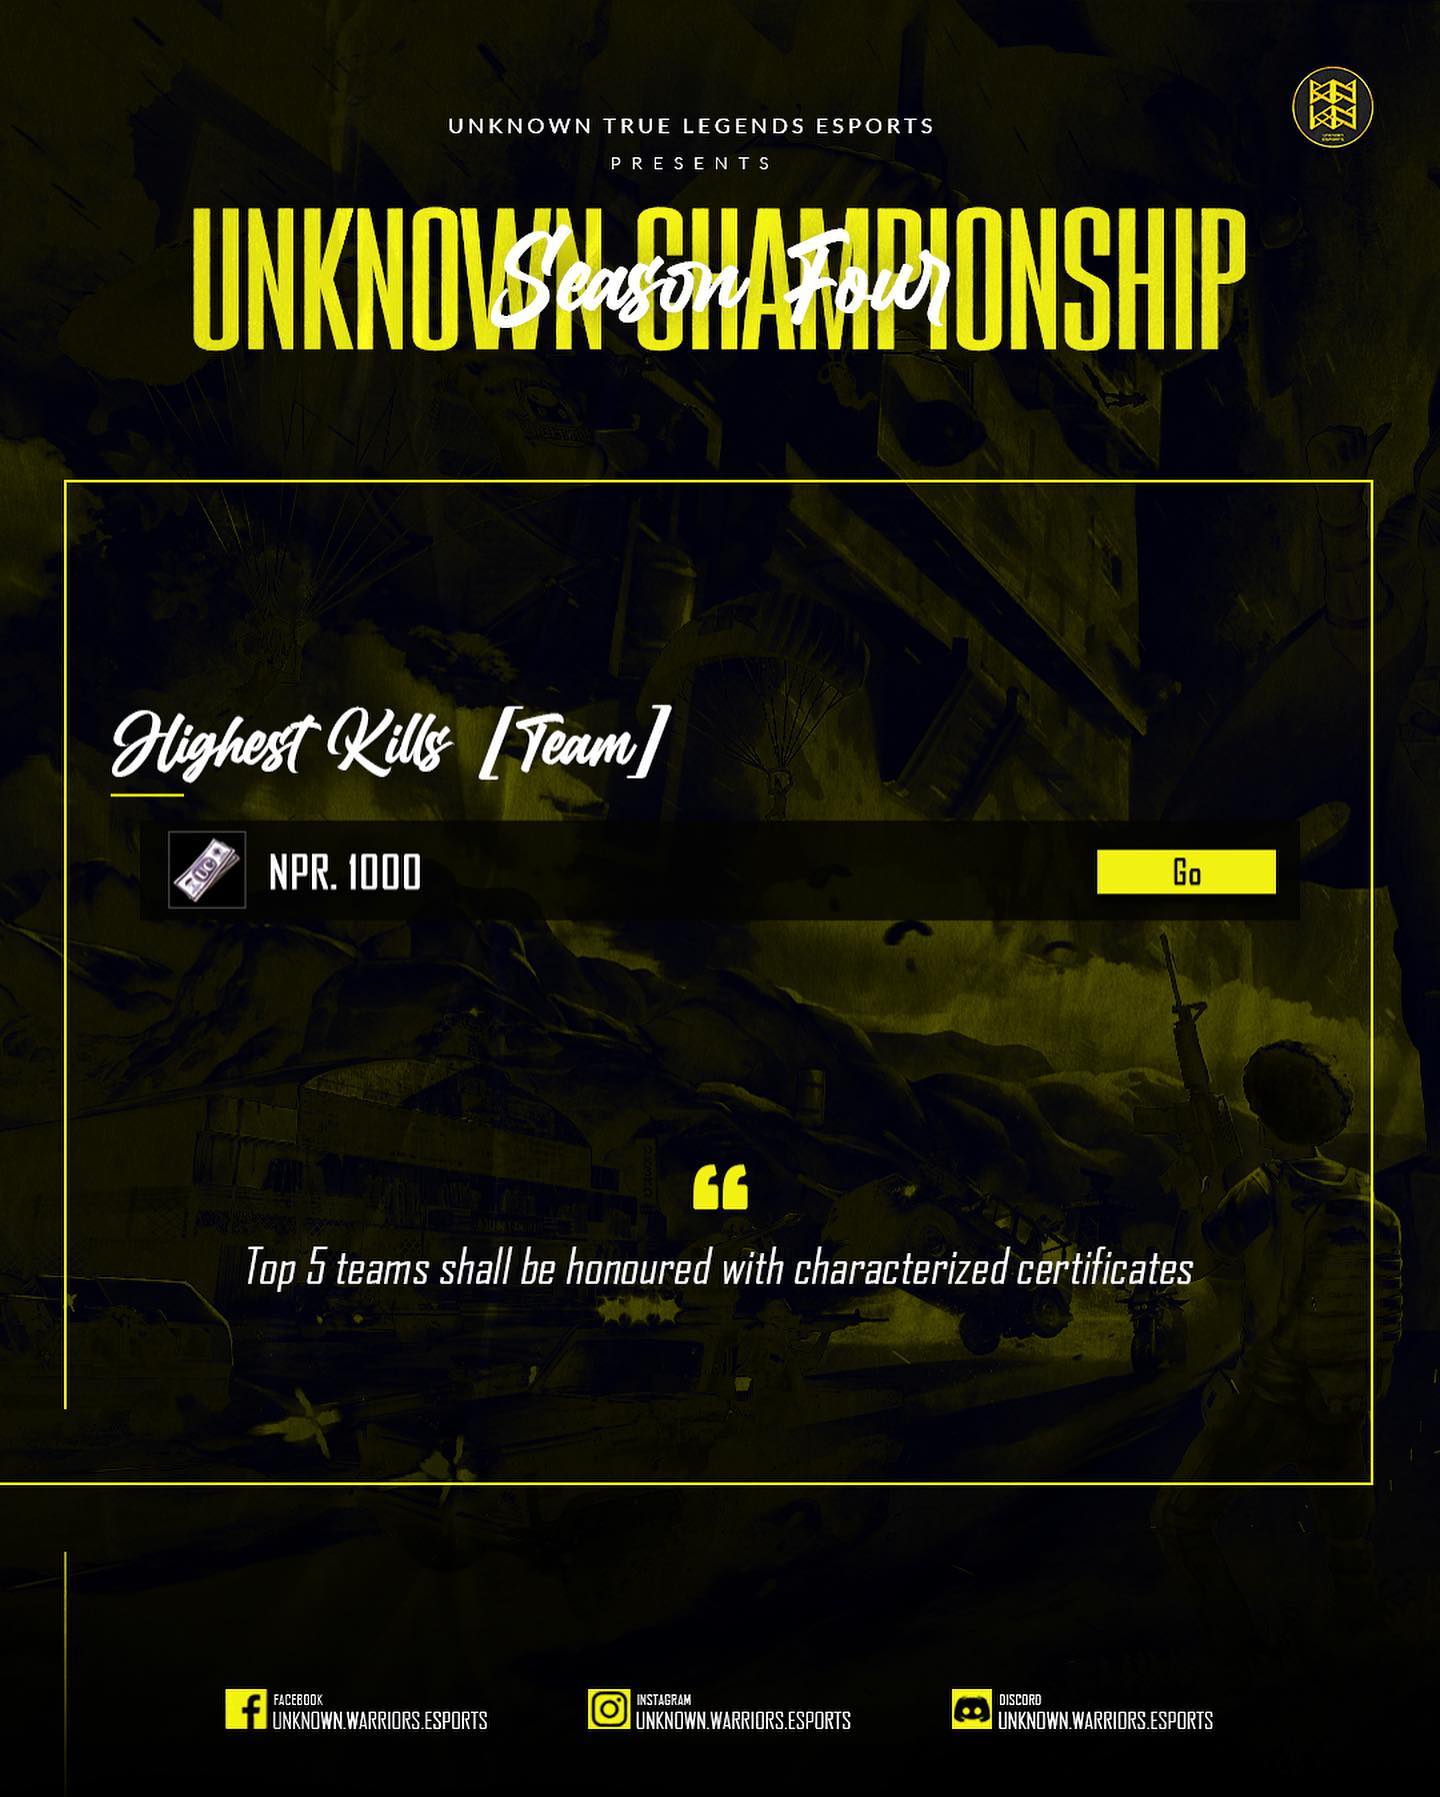 UNKNOWN TRUE LEGENDS ESPORTS
PRESENTS
UNKNOWN CHAMPIONSHIP
Season Four
Highest Kills [Team]
UC
NPR. 1000
Go
“
Top 5 teams shall be honoured with characterized certificates
FACEBOOK
UNKNOWN.WARRIORS.ESPORTS
INSTAGRAM
UNKNOWN.WARRIORS.ESPORTS
DISCORD
UNKNOWN.WARRIORS.ESPORTS